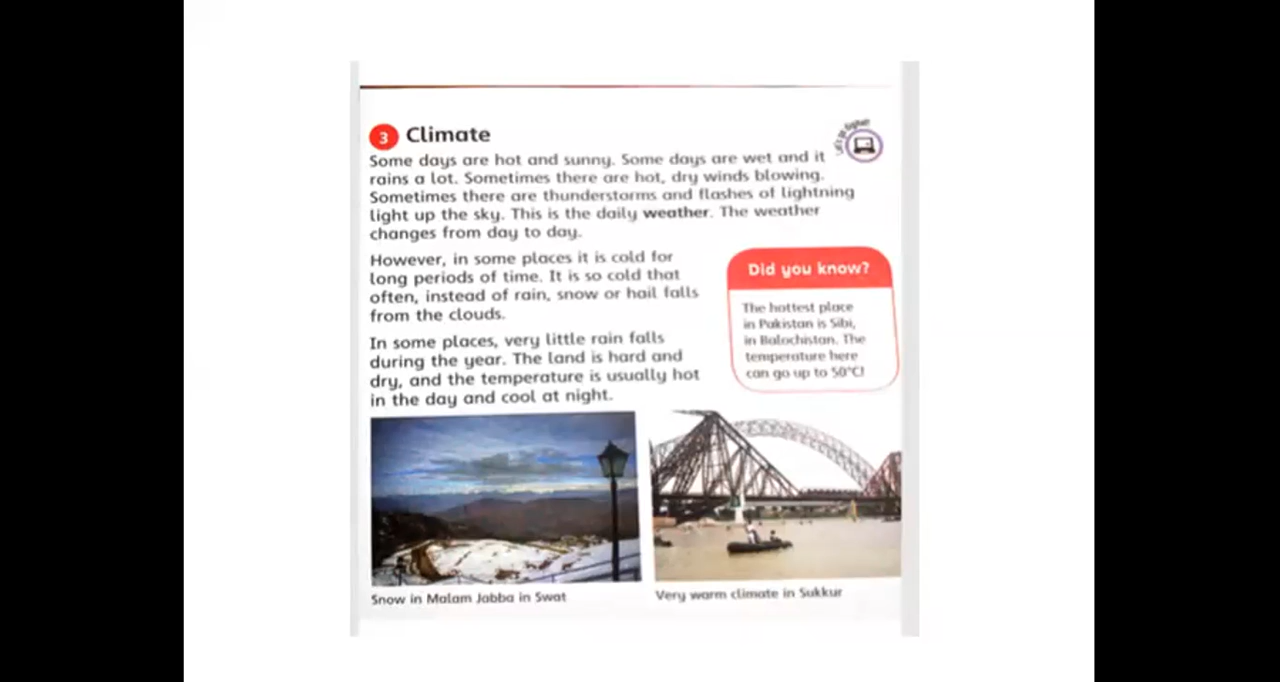 3 Climate
Let's go digital!
Some days are hot and sunny. Some days are wet and it
rains a lot. Sometimes there are hot, dry winds blowing.
Sometimes there are thunderstorms and flashes of lightning
light up the sky. This is the daily weather. The weather
changes from day to day.
However, in some places it is cold for
long periods of time. It is so cold that
often, instead of rain, snow or hail falls
from the clouds.
In some places, very little rain falls
during the year. The land is hard and
dry, and the temperature is usually hot
in the day and cool at night.
Did you know?
The hottest place
in Pakistan is Sibi,
in Balochistan. The
temperature here
can go up to 50°C!
Snow in Malam Jabba in Swat
Very warm climate in Sukkur